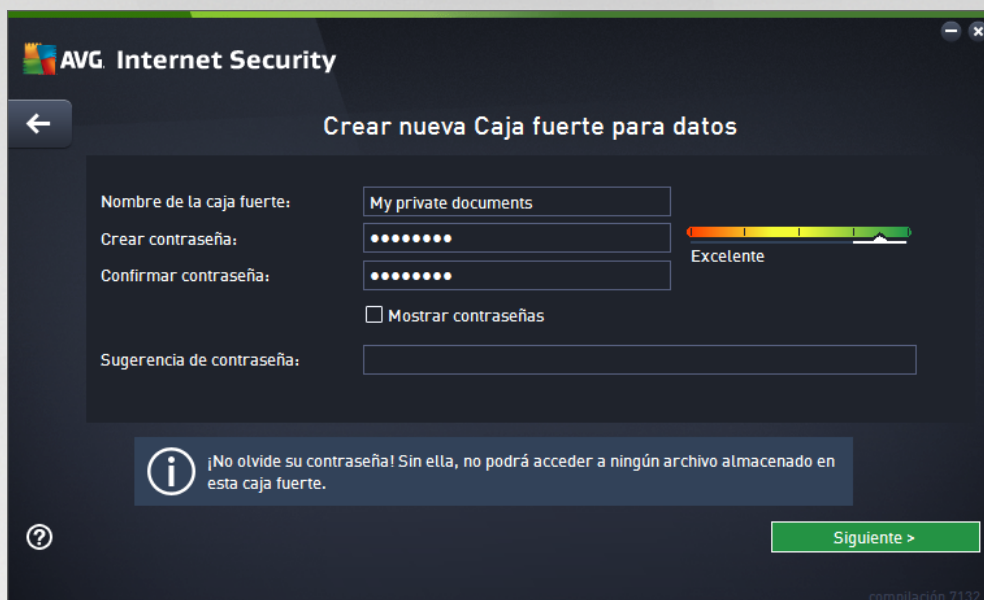 AVG Internet Security
Crear nueva Caja fuerte para datos
Nombre de la caja fuerte:
My private documents
Crear contraseña:
●●●●●●●●
Excelente
Confirmar contraseña:
●●●●●●●●
Mostrar contraseñas
Sugerencia de contraseña:
¡No olvide su contraseña! Sin ella, no podrá acceder a ningún archivo almacenado en
esta caja fuerte.
Siguiente >
compilación 7132